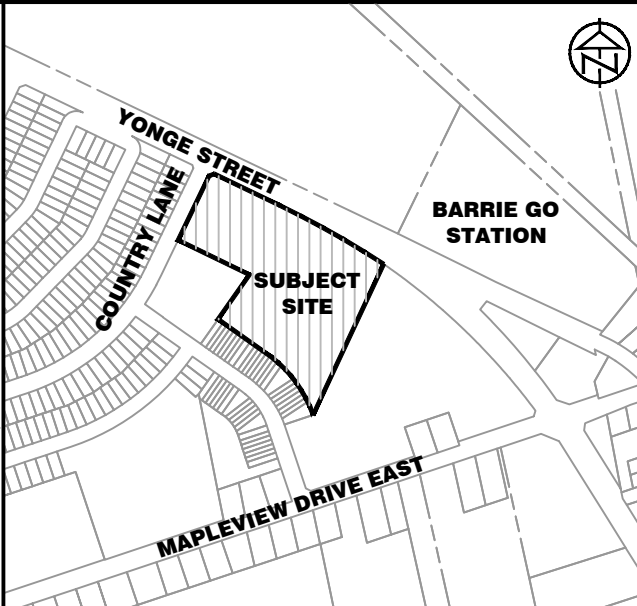 N
YONGE STREET
COUNTRY LANE
BARRIE GO
STATION
SUBJECT
SITE
MAPLEVIEW DRIVE EAST